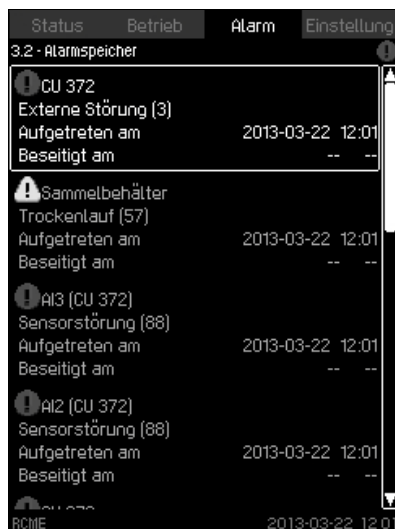 Status Betrieb Alarm Einstellung
3.2 - Alarmspeicher
CU 372
Externe Störung (3)
Aufgetreten am 2013-03-22 12:01
Beseitigt am -- --
Sammelbehälter
Trockenlauf (57)
Aufgetreten am 2013-03-22 12:01
Beseitigt am -- --
AI3 (CU 372)
Sensorstörung (88)
Aufgetreten am 2013-03-22 12:01
Beseitigt am -- --
AI2 (CU 372)
Sensorstörung (88)
Aufgetreten am 2013-03-22 12:01
Beseitigt am -- --
CU 372
RCME 2013-03-22 12:01